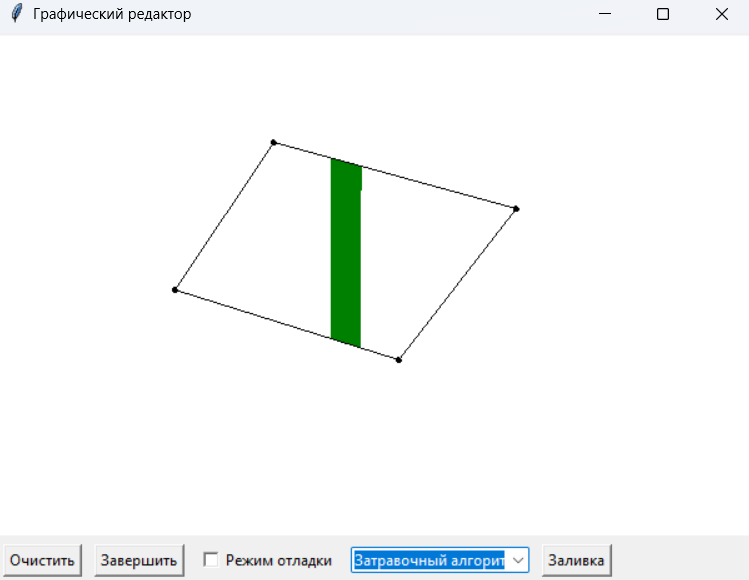 Графический редактор
Очистить Завершить Режим отладки Затравочный алгорит Заливка